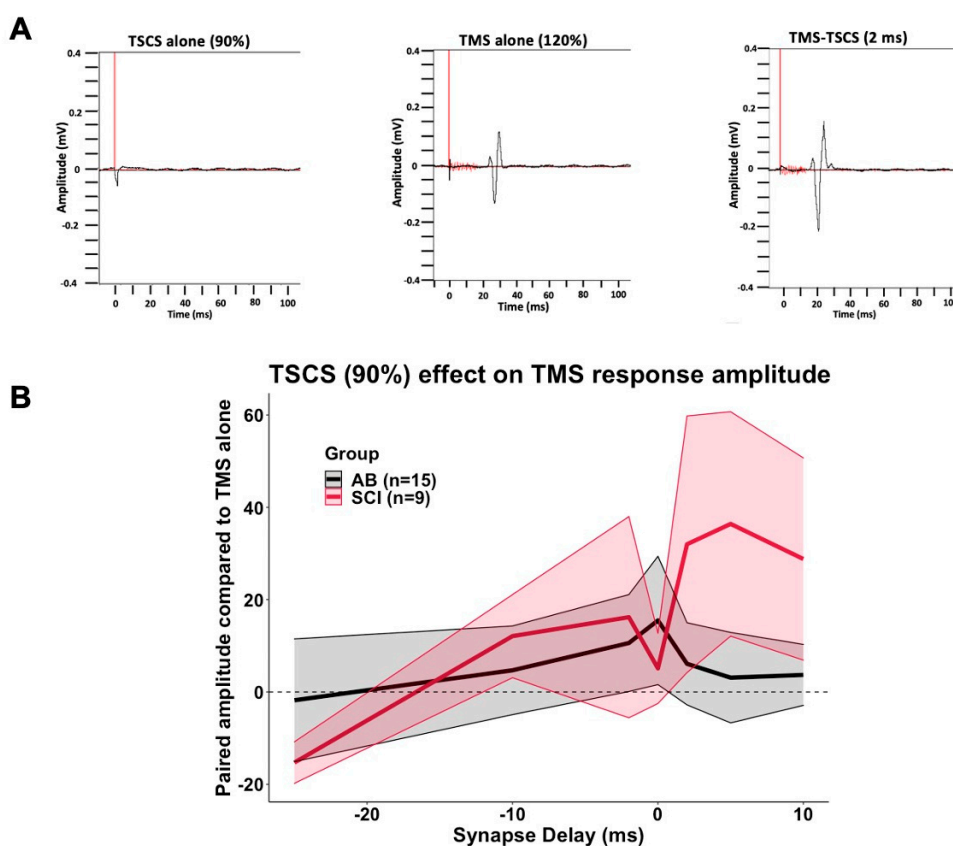 A
TSCS alone (90%)
TMS alone (120%)
TMS-TSCS (2 ms)
Amplitude (mV)
0.4
0.2
0
-0.2
-0.4
0 20 40 60 80 100
Time (ms)
Amplitude (mV)
0.4
0.2
0
-0.2
-0.4
0 20 40 60 80 100
Time (ms)
Amplitude (mV)
0.4
0.2
0
-0.2
-0.4
0 20 40 60 80 100
Time (ms)
B
TSCS (90%) effect on TMS response amplitude
Paired amplitude compared to TMS alone
60
40
20
0
-20
Group
AB (n=15)
SCI (n=9)
-20 -10 0 10
Synapse Delay (ms)